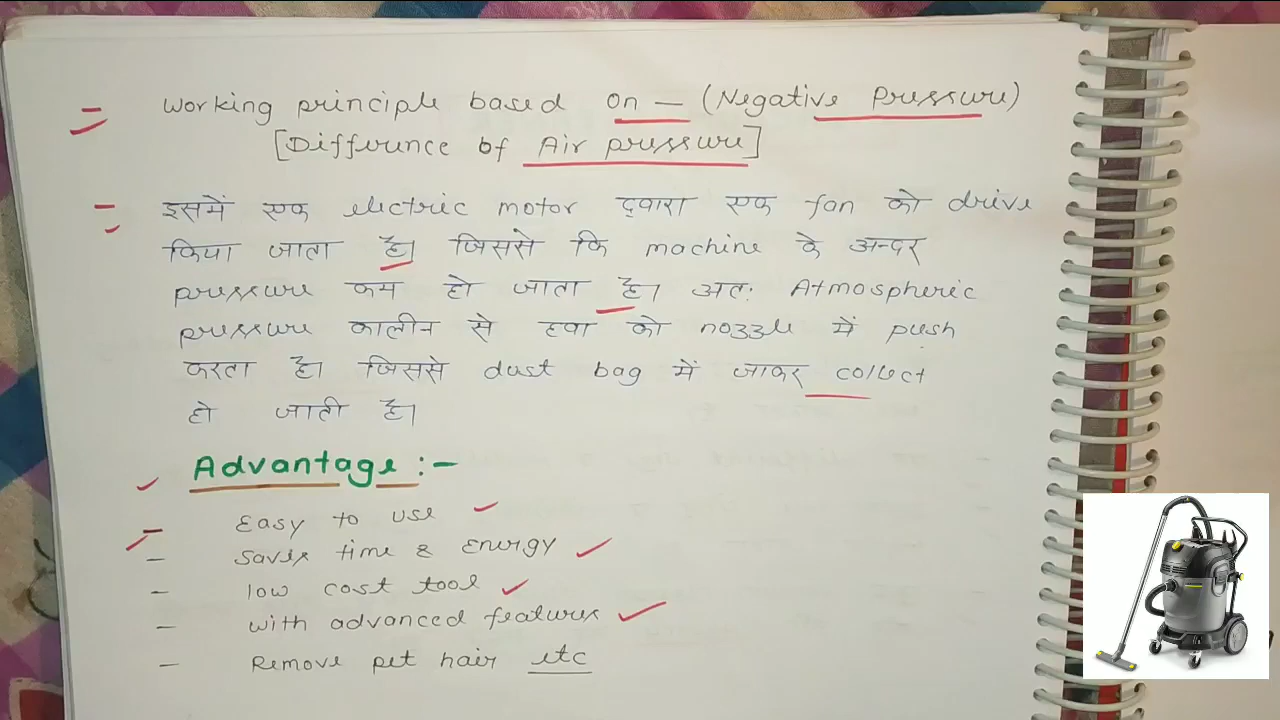 Working principle based on — (Negative Pressure)
[Difference of Air pressure]
इसमें एक electric motor द्वारा एक fan को drive
किया जाता है। जिससे कि machine के अन्दर
pressure कम हो जाता है। अतः Atmospheric
pressure कालीन से हवा को nozzle में push
करता है। जिससे dust bag में जाकर collect
हो जाती है।
Advantage :-
- Easy to use
- Saves time & Energy
- low cost tool
- with advanced features
- Remove pet hair etc